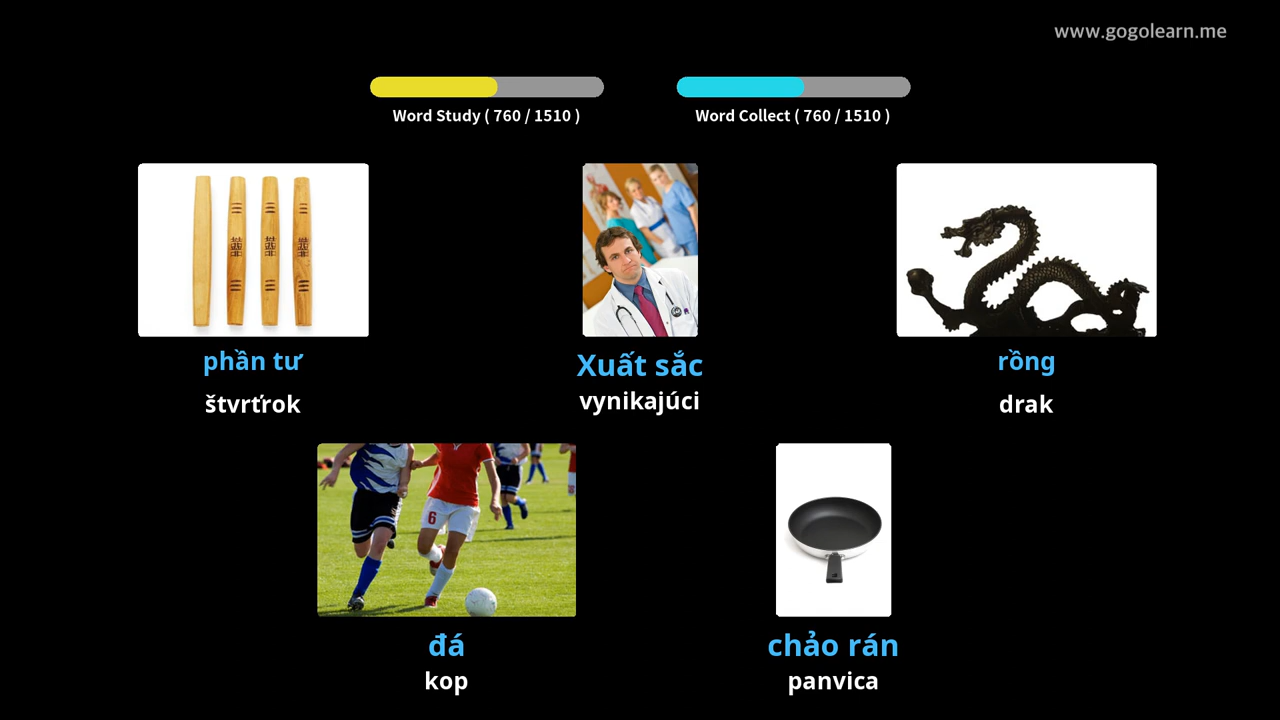 www.gogolearn.me
Word Study ( 760 / 1510 )
Word Collect ( 760 / 1510 )
phần tư
štvrťrok
Xuất sắc
vynikajúci
rồng
drak
6
đá
kop
chảo rán
panvica